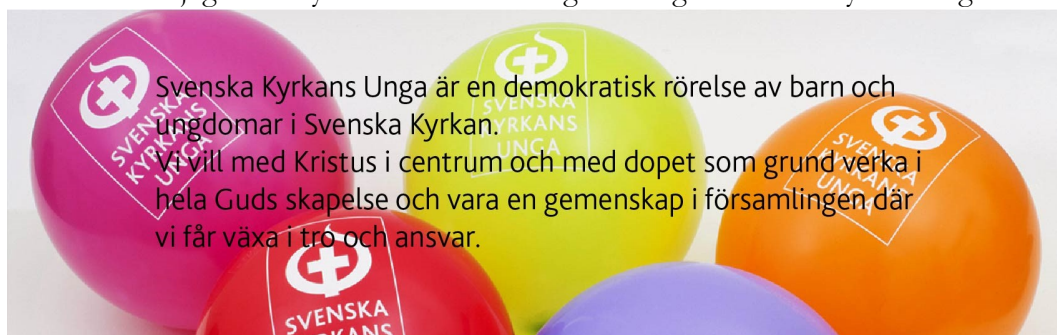 Svenska Kyrkans Unga är en demokratisk rörelse av barn och
ungdomar i Svenska Kyrkan.
Vi vill med Kristus i centrum och med dopet som grund verka i
hela Guds skapelse och vara en gemenskap i församlingen där
vi får växa i tro och ansvar.
SVENSKA
KYRKANS
UNGA
SVENSKA
KYRKANS
UNGA
SVENSKA
KYRKANS
UNGA
SVENSKA